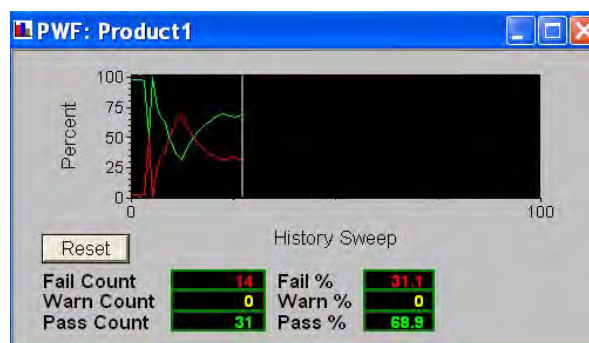 PWF: Product1
100
75
50
25
0
Percent
0
100
History Sweep
Reset
Fail Count 14 Fail % 31.1
Warn Count 0 Warn % 0
Pass Count 31 Pass % 68.9